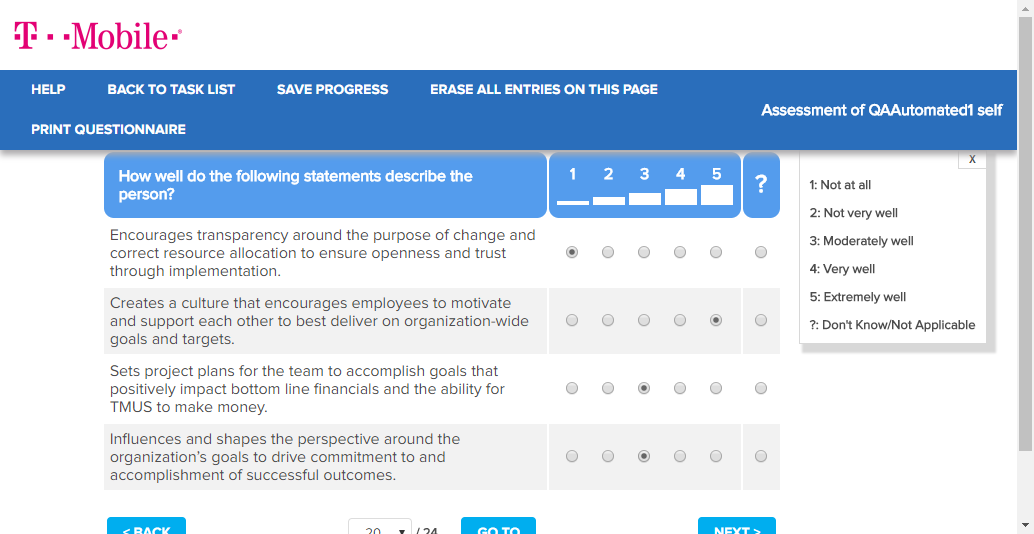 T··Mobile·®
HELP BACK TO TASK LIST SAVE PROGRESS ERASE ALL ENTRIES ON THIS PAGE
Assessment of QAAutomated1 self
PRINT QUESTIONNAIRE
How well do the following statements describe the
person?
1 2 3 4 5 ?
X
1: Not at all
2: Not very well
3: Moderately well
4: Very well
5: Extremely well
?: Don't Know/Not Applicable
Encourages transparency around the purpose of change and
correct resource allocation to ensure openness and trust
through implementation.
Creates a culture that encourages employees to motivate
and support each other to best deliver on organization-wide
goals and targets.
Sets project plans for the team to accomplish goals that
positively impact bottom line financials and the ability for
TMUS to make money.
Influences and shapes the perspective around the
organization's goals to drive commitment to and
accomplishment of successful outcomes.
< BACK 20 / 24 GO TO NEXT >